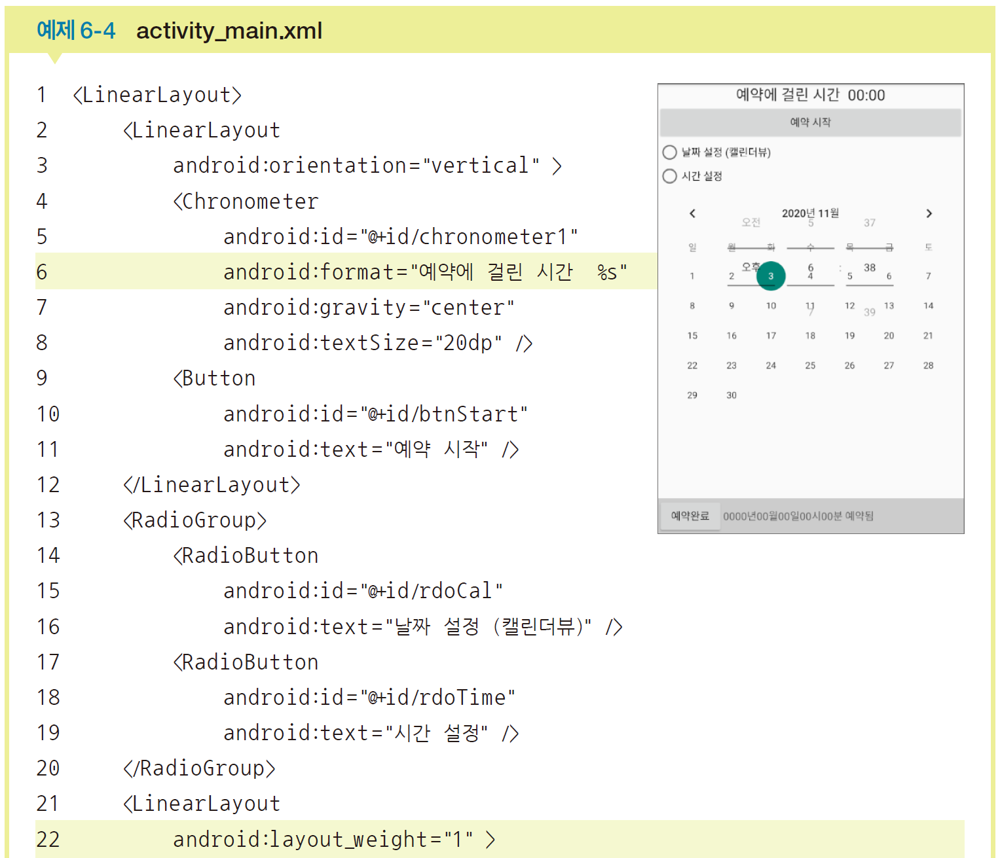 예제 6-4 activity_main.xml
1 <LinearLayout>
2 <LinearLayout
3 android:orientation="vertical" >
4 <Chronometer
5 android:id="@+id/chronometer1"
6 android:format="예약에 걸린 시간  %s"
7 android:gravity="center"
8 android:textSize="20dp" />
9 <Button
10 android:id="@+id/btnStart"
11 android:text="예약 시작" />
12 </LinearLayout>
13 <RadioGroup>
14 <RadioButton
15 android:id="@+id/rdoCal"
16 android:text="날짜 설정 (캘린더뷰)" />
17 <RadioButton
18 android:id="@+id/rdoTime"
19 android:text="시간 설정" />
20 </RadioGroup>
21 <LinearLayout
22 android:layout_weight="1" >
예약에 걸린 시간 00:00
예약 시작
날짜 설정 (캘린더뷰)
시간 설정
2020년 11월
오전 5 37
일 월 화 수 목 금 토
오후 6 : 38
1 2 3 4 5 6 7
8 9 10 11 12 13 14
7 39
15 16 17 18 19 20 21
22 23 24 25 26 27 28
29 30
예약완료 0000년00월00일00시00분 예약됨